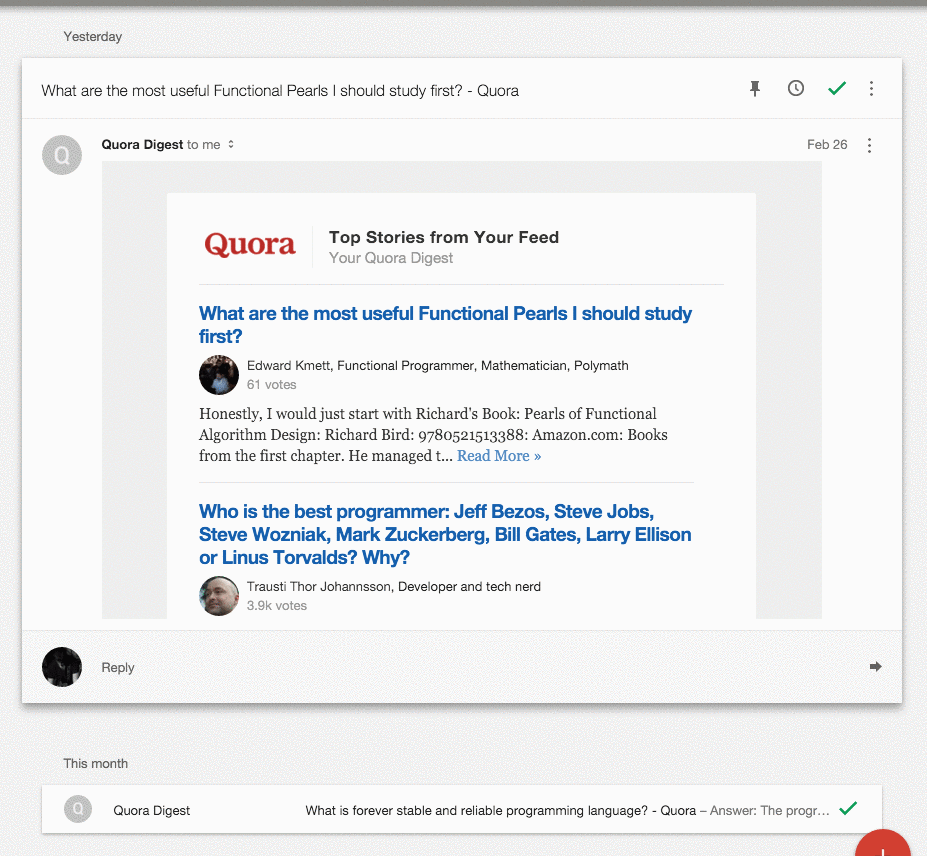 Yesterday
What are the most useful Functional Pearls I should study first? - Quora
Q
Quora Digest to me
Feb 26
Quora
Top Stories from Your Feed
Your Quora Digest
What are the most useful Functional Pearls I should study
first?
Edward Kmett, Functional Programmer, Mathematician, Polymath
61 votes
Honestly, I would just start with Richard's Book: Pearls of Functional
Algorithm Design: Richard Bird: 9780521513388: Amazon.com: Books
from the first chapter. He managed t... Read More »
Who is the best programmer: Jeff Bezos, Steve Jobs,
Steve Wozniak, Mark Zuckerberg, Bill Gates, Larry Ellison
or Linus Torvalds? Why?
Trausti Thor Johannsson, Developer and tech nerd
3.9k votes
Reply
This month
Q
Quora Digest
What is forever stable and reliable programming language? - Quora – Answer: The progr...